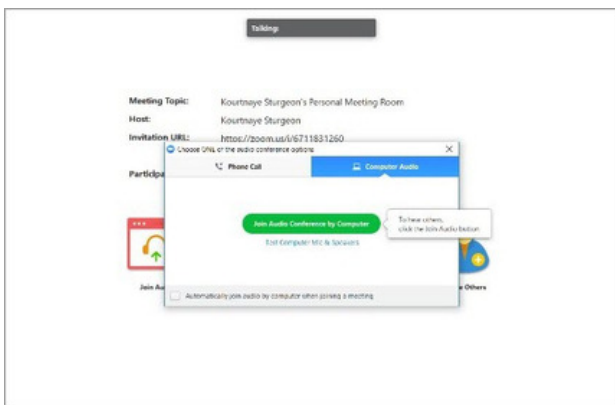 Talking:
Meeting Topic: Kourtnaye Sturgeon's Personal Meeting Room
Host: Kourtnaye Sturgeon
Invitation URL: https://zoom.us/i/6711831260
Choose ONE of the audio conference options
Participa
Phone Call
Computer Audio
Join Audio Conference by Computer
To hear others,
click the Join Audio button
Test Computer Mic & Speakers
Join Au
e Others
Automatically join audio by computer when joining a meeting